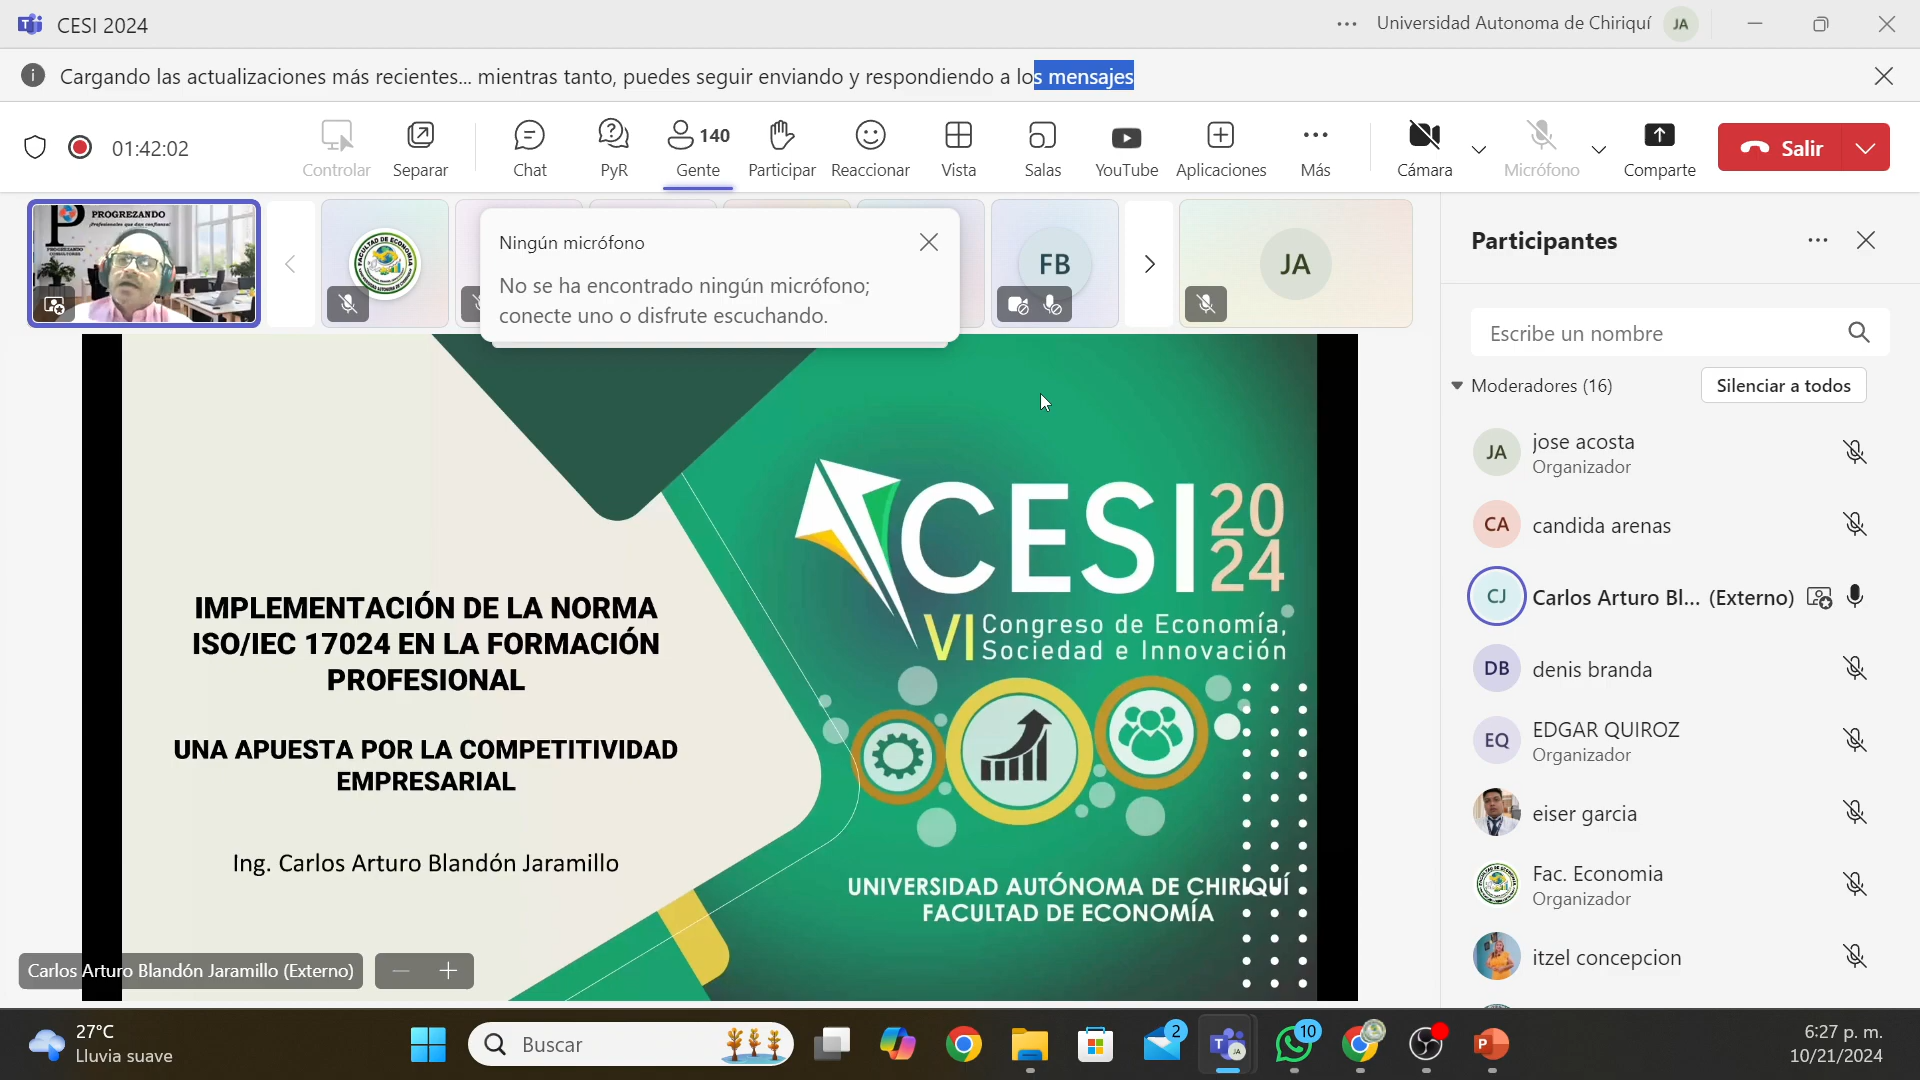 CESI 2024
Universidad Autonoma de Chiriquí
JA
Cargando las actualizaciones más recientes... mientras tanto, puedes seguir enviando y respondiendo a los mensajes
01:42:02
Controlar
Separar
Chat
PyR
140
Gente
Participar
Reaccionar
Vista
Salas
YouTube
Aplicaciones
Más
Cámara
Micrófono
Comparte
Salir
PROGREZANDO
¡Profesionales que dan confianza!
FACULTAD DE ECONOMIA
Ningún micrófono
No se ha encontrado ningún micrófono;
conecte uno o disfrute escuchando.
FB
JA
IMPLEMENTACIÓN DE LA NORMA
ISO/IEC 17024 EN LA FORMACIÓN
PROFESIONAL
UNA APUESTA POR LA COMPETITIVIDAD
EMPRESARIAL
Ing. Carlos Arturo Blandón Jaramillo
CESI 20
24
VI Congreso de Economía,
Sociedad e Innovación
UNIVERSIDAD AUTÓNOMA DE CHIRIQUÍ
FACULTAD DE ECONOMÍA
Carlos Arturo Blandón Jaramillo (Externo)
Participantes
Escribe un nombre
Moderadores (16)
Silenciar a todos
JA
jose acosta
Organizador
CA
candida arenas
CJ
Carlos Arturo Bl... (Externo)
DB
denis branda
EQ
EDGAR QUIROZ
Organizador
eiser garcia
Fac. Economia
Organizador
itzel concepcion
27°C
Lluvia suave
Buscar
2
10
6:27 p. m.
10/21/2024